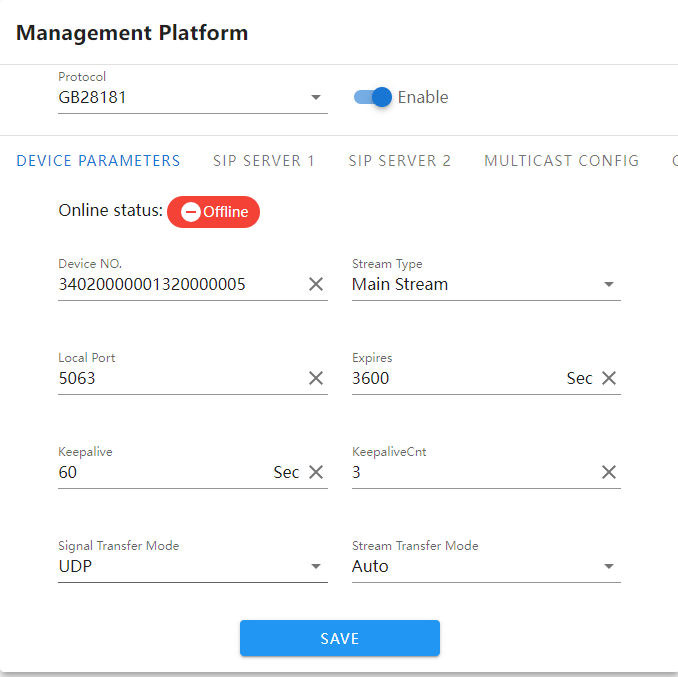 Management Platform
Protocol
GB28181
Enable
DEVICE PARAMETERS SIP SERVER 1 SIP SERVER 2 MULTICAST CONFIG
Online status: Offline
Device NO. Stream Type
34020000001320000005 Main Stream
Local Port Expires
5063 3600 Sec
Keepalive KeepaliveCnt
60 Sec 3
Signal Transfer Mode Stream Transfer Mode
UDP Auto
SAVE